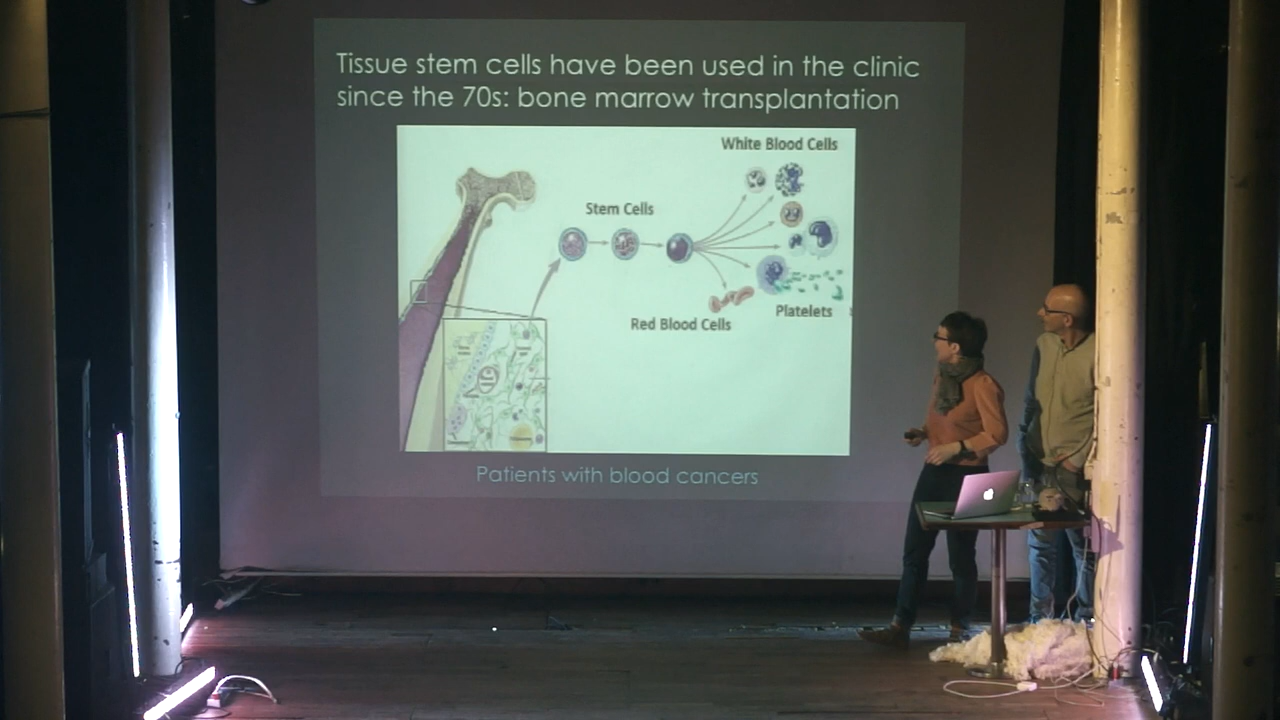 Tissue stem cells have been used in the clinic
since the 70s: bone marrow transplantation
White Blood Cells
Stem Cells
Platelets
Red Blood Cells
Patients with blood cancers